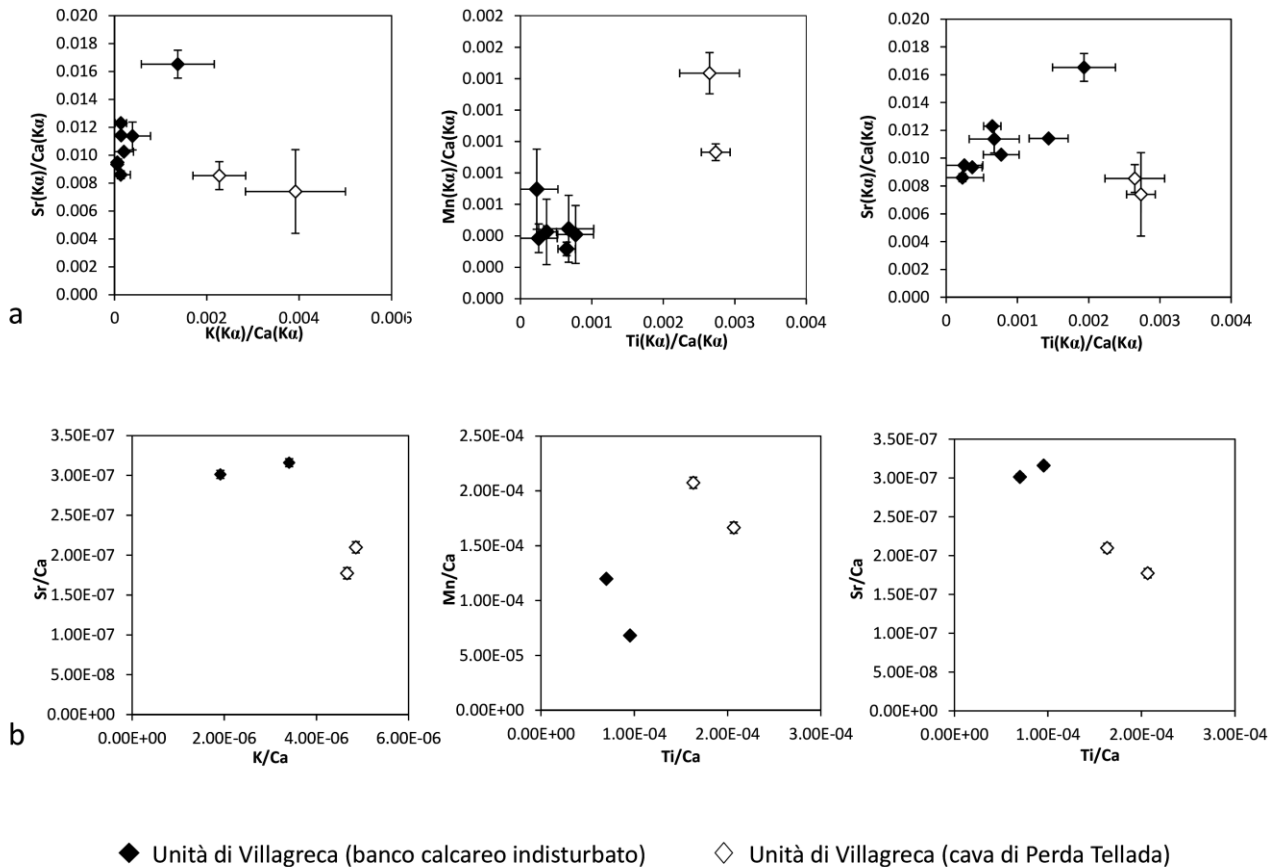 0.020
0.018
0.016
0.014
0.012
0.010
0.008
0.006
0.004
0.002
0.000
Sr(Kα)/Ca(Kα)
0 0.002 0.004 0.006
K(Kα)/Ca(Kα)
0.002
0.002
0.001
0.001
0.001
0.001
0.001
0.000
0.000
0.000
Mn(Kα)/Ca(Kα)
0 0.001 0.002 0.003 0.004
Ti(Kα)/Ca(Kα)
0.020
0.018
0.016
0.014
0.012
0.010
0.008
0.006
0.004
0.002
0.000
Sr(Kα)/Ca(Kα)
0 0.001 0.002 0.003 0.004
Ti(Kα)/Ca(Kα)
a
3.50E-07
3.00E-07
2.50E-07
2.00E-07
1.50E-07
1.00E-07
5.00E-08
0.00E+00
Sr/Ca
0.00E+00 2.00E-06 4.00E-06 6.00E-06
K/Ca
2.50E-04
2.00E-04
1.50E-04
1.00E-04
5.00E-05
0.00E+00
Mn/Ca
0.00E+00 1.00E-04 2.00E-04 3.00E-04
Ti/Ca
3.50E-07
3.00E-07
2.50E-07
2.00E-07
1.50E-07
1.00E-07
5.00E-08
0.00E+00
Sr/Ca
0.00E+00 1.00E-04 2.00E-04 3.00E-04
Ti/Ca
b
Unità di Villagreca (banco calcareo indisturbato)
Unità di Villagreca (cava di Perda Tellada)